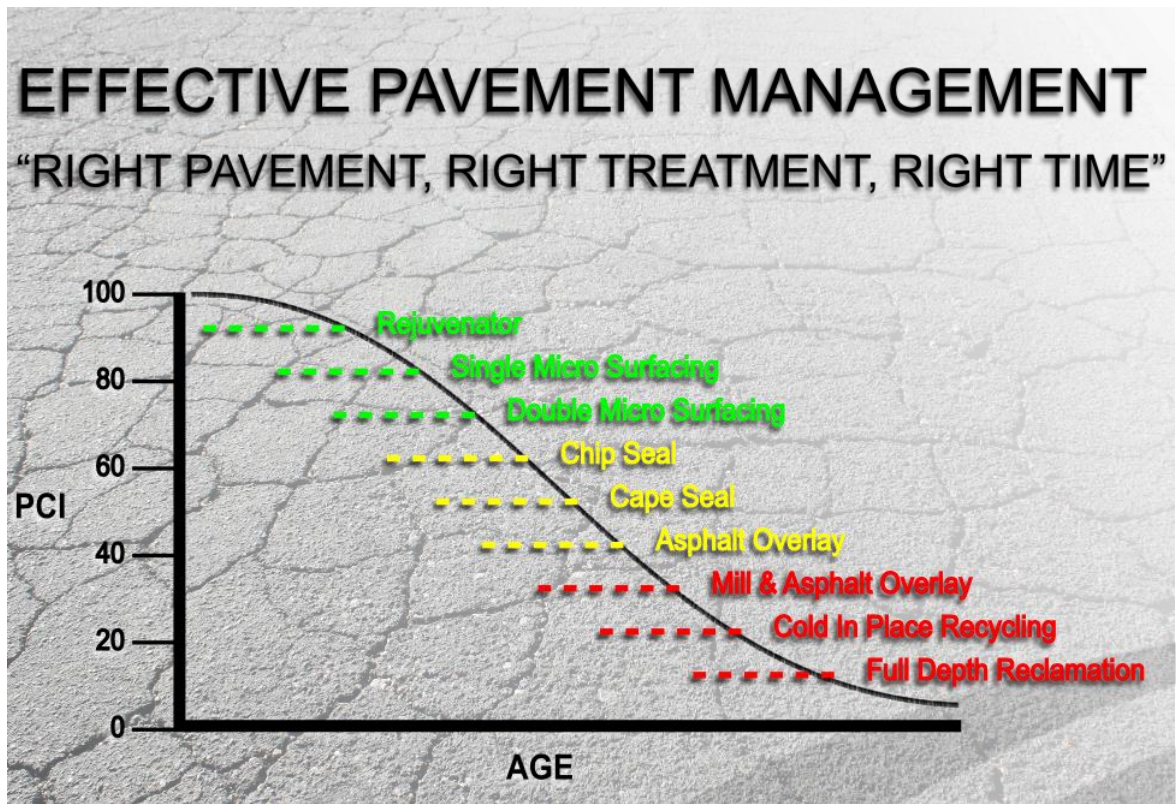 EFFECTIVE PAVEMENT MANAGEMENT
“RIGHT PAVEMENT, RIGHT TREATMENT, RIGHT TIME”
100
Rejuvenator
80
Single Micro Surfacing
Double Micro Surfacing
60
Chip Seal
PCI
Cape Seal
40
Asphalt Overlay
Mill & Asphalt Overlay
20
Cold In Place Recycling
Full Depth Reclamation
0
AGE